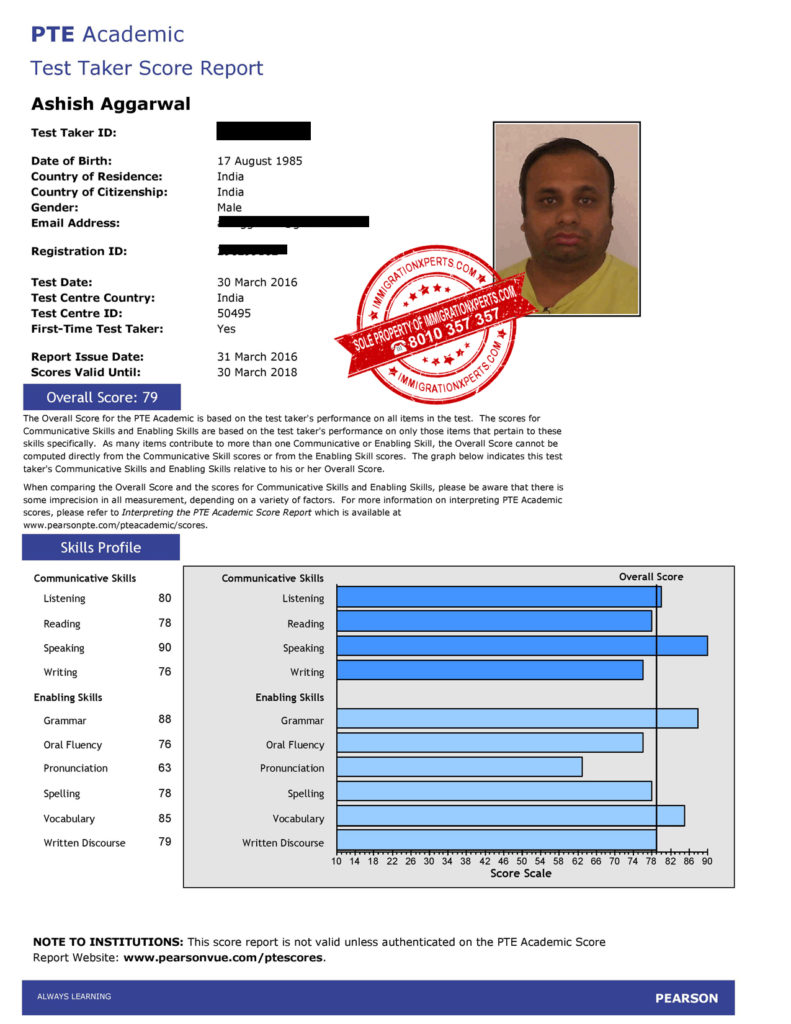 PTE Academic
Test Taker Score Report
Ashish Aggarwal
Test Taker ID:
Date of Birth: 17 August 1985
Country of Residence: India
Country of Citizenship: India
Gender: Male
Email Address:
Registration ID:
Test Date: 30 March 2016
Test Centre Country: India
Test Centre ID: 50495
First-Time Test Taker: Yes
Report Issue Date: 31 March 2016
Scores Valid Until: 30 March 2018
IMMIGRATIONXPERTS.COM
SOLE PROPERTY OF IMMIGRATIONXPERTS.COM
8010 357 357
IMMIGRATIONXPERTS.COM
Overall Score: 79
The Overall Score for the PTE Academic is based on the test taker's performance on all items in the test. The scores for
Communicative Skills and Enabling Skills are based on the test taker's performance on only those items that pertain to these
skills specifically. As many items contribute to more than one Communicative or Enabling Skill, the Overall Score cannot be
computed directly from the Communicative Skill scores or from the Enabling Skill scores. The graph below indicates this test
taker's Communicative Skills and Enabling Skills relative to his or her Overall Score.
When comparing the Overall Score and the scores for Communicative Skills and Enabling Skills, please be aware that there is
some imprecision in all measurement, depending on a variety of factors. For more information on interpreting PTE Academic
scores, please refer to Interpreting the PTE Academic Score Report which is available at
www.pearsonpte.com/pteacademic/scores.
Skills Profile
Communicative Skills
Listening 80
Reading 78
Speaking 90
Writing 76
Enabling Skills
Grammar 88
Oral Fluency 76
Pronunciation 63
Spelling 78
Vocabulary 85
Written Discourse 79
Communicative Skills Overall Score
Listening
Reading
Speaking
Writing
Enabling Skills
Grammar
Oral Fluency
Pronunciation
Spelling
Vocabulary
Written Discourse
10 14 18 22 26 30 34 38 42 46 50 54 58 62 66 70 74 78 82 86 90
Score Scale
NOTE TO INSTITUTIONS: This score report is not valid unless authenticated on the PTE Academic Score
Report Website: www.pearsonvue.com/ptescores.
ALWAYS LEARNING PEARSON